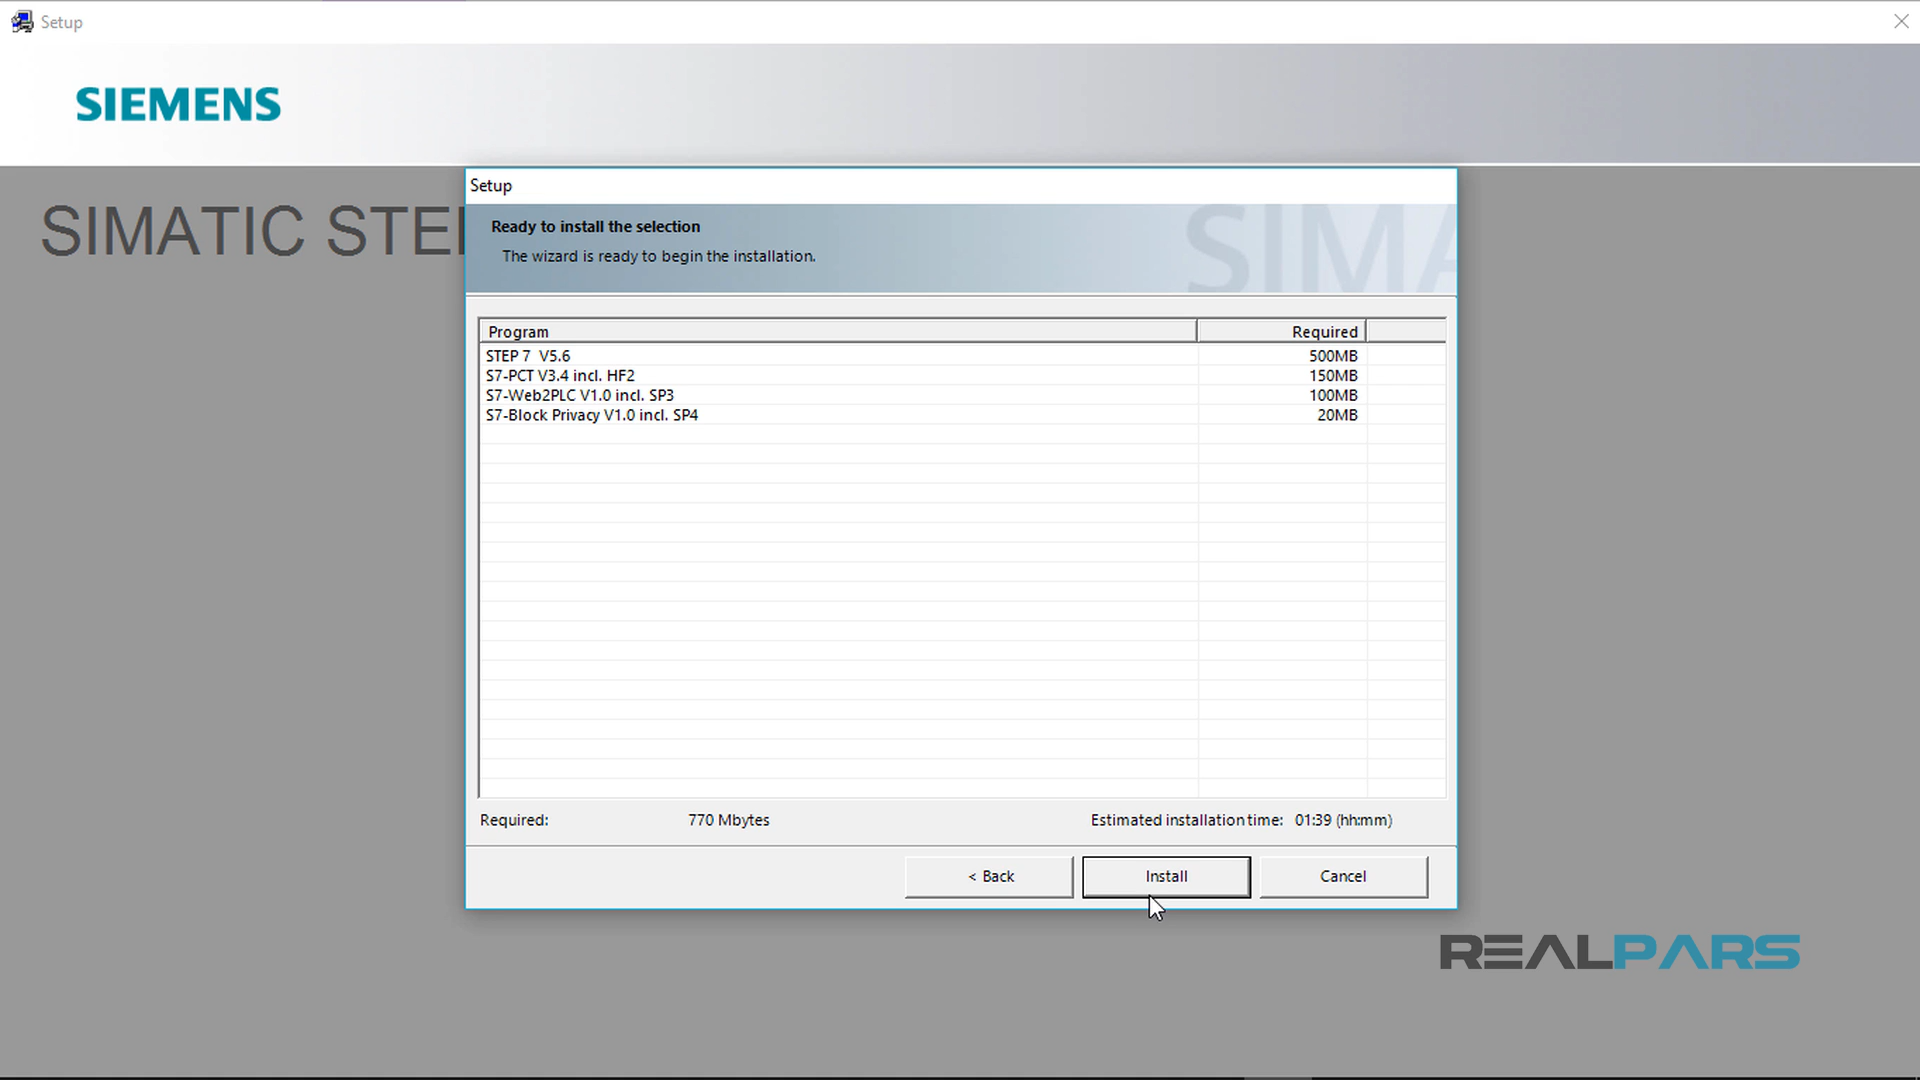 Setup
SIEMENS
SIMATIC STE
Setup
Ready to install the selection
The wizard is ready to begin the installation.
SIMA
Program Required
STEP 7 V5.6 500MB
S7-PCT V3.4 incl. HF2 150MB
S7-Web2PLC V1.0 incl. SP3 100MB
S7-Block Privacy V1.0 incl. SP4 20MB
Required: 770 Mbytes Estimated installation time: 01:39 (hh:mm)
< Back Install Cancel
REALPARS